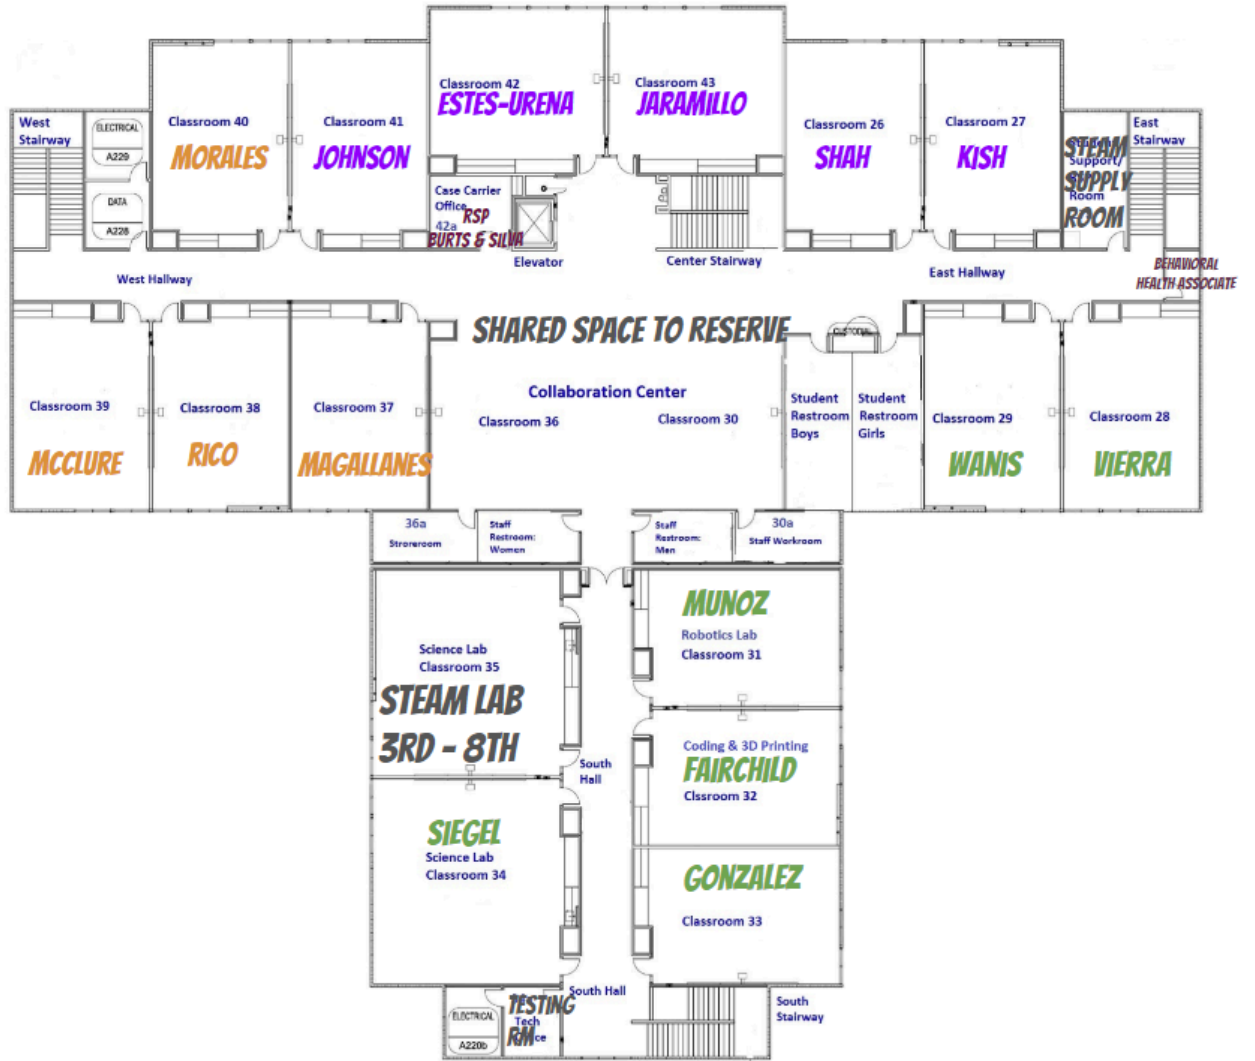 Classroom 42
ESTES-URENA
Classroom 43
JARAMILLO
West
Stairway
ELECTRICAL
A229
DATA
A228
Classroom 40
MORALES
Classroom 41
JOHNSON
Case Carrier
Office
42a
RSP
BURTS & SILVA
Elevator
Center Stairway
Classroom 26
SHAH
Classroom 27
KISH
Support/
Room
STEAM
SUPPLY
ROOM
East
Stairway
West Hallway
East Hallway
BEHAVIORAL
HEALTH ASSOCIATE
SHARED SPACE TO RESERVE
Collaboration Center
Classroom 36
Classroom 30
CUSTODIAL
Classroom 39
MCCLURE
Classroom 38
RICO
Classroom 37
MAGALLANES
Student
Restroom
Boys
Student
Restroom
Girls
Classroom 29
WANIS
Classroom 28
VIERRA
36a
Stroreroom
Staff
Restroom:
Women
Staff
Restroom:
Men
30a
Staff Workroom
Science Lab
Classroom 35
STEAM LAB
3RD - 8TH
MUNOZ
Robotics Lab
Classroom 31
South
Hall
Coding & 3D Printing
FAIRCHILD
Clssroom 32
SIEGEL
Science Lab
Classroom 34
GONZALEZ
Classroom 33
South Hall
ELECTRICAL
A220b
TESTING
RM
Tech
South
Stairway